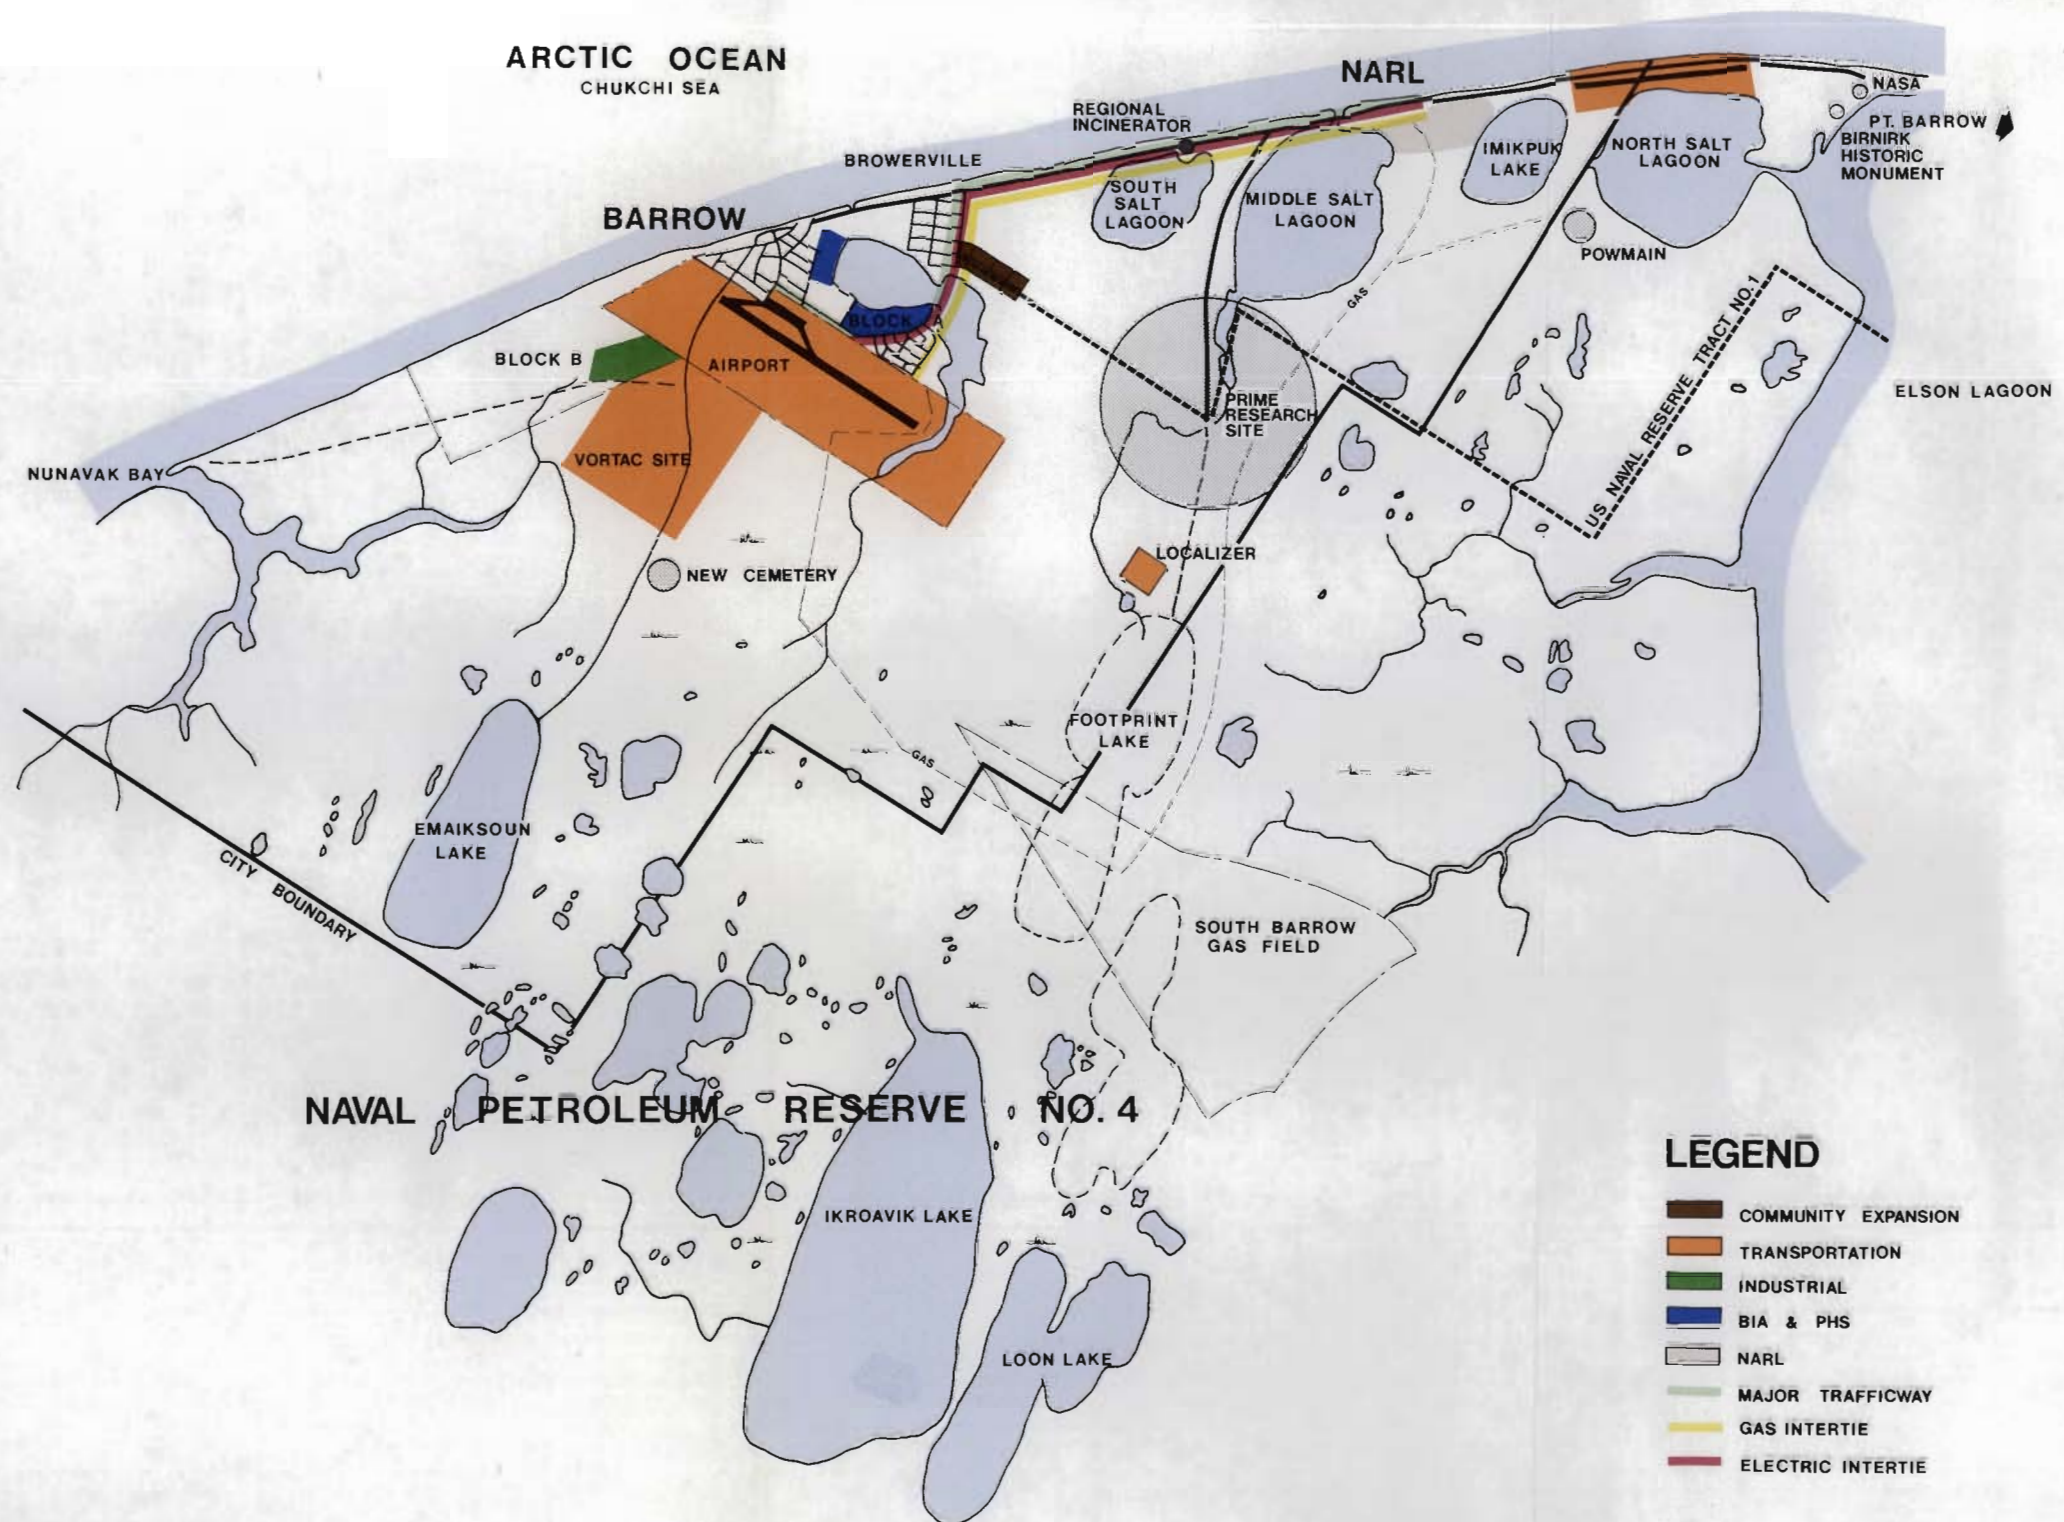 ARCTIC OCEAN
CHUKCHI SEA
NARL
REGIONAL
INCINERATOR
NASA
PT. BARROW
BIRNIRK
HISTORIC
MONUMENT
BROWERVILLE
IMIKPUK
LAKE
NORTH SALT
LAGOON
SOUTH
SALT
LAGOON
MIDDLE SALT
LAGOON
BARROW
POWMAIN
GAS
US NAVAL RESERVE TRACT NO.1
BLOCK A
BLOCK B
AIRPORT
ELSON LAGOON
PRIME
RESEARCH
SITE
VORTAC SITE
NUNAVAK BAY
LOCALIZER
NEW CEMETERY
FOOTPRINT
LAKE
GAS
EMAIKSOUN
LAKE
CITY BOUNDARY
SOUTH BARROW
GAS FIELD
NAVAL PETROLEUM RESERVE NO. 4
IKROAVIK LAKE
LOON LAKE
LEGEND
COMMUNITY EXPANSION
TRANSPORTATION
INDUSTRIAL
BIA & PHS
NARL
MAJOR TRAFFICWAY
GAS INTERTIE
ELECTRIC INTERTIE